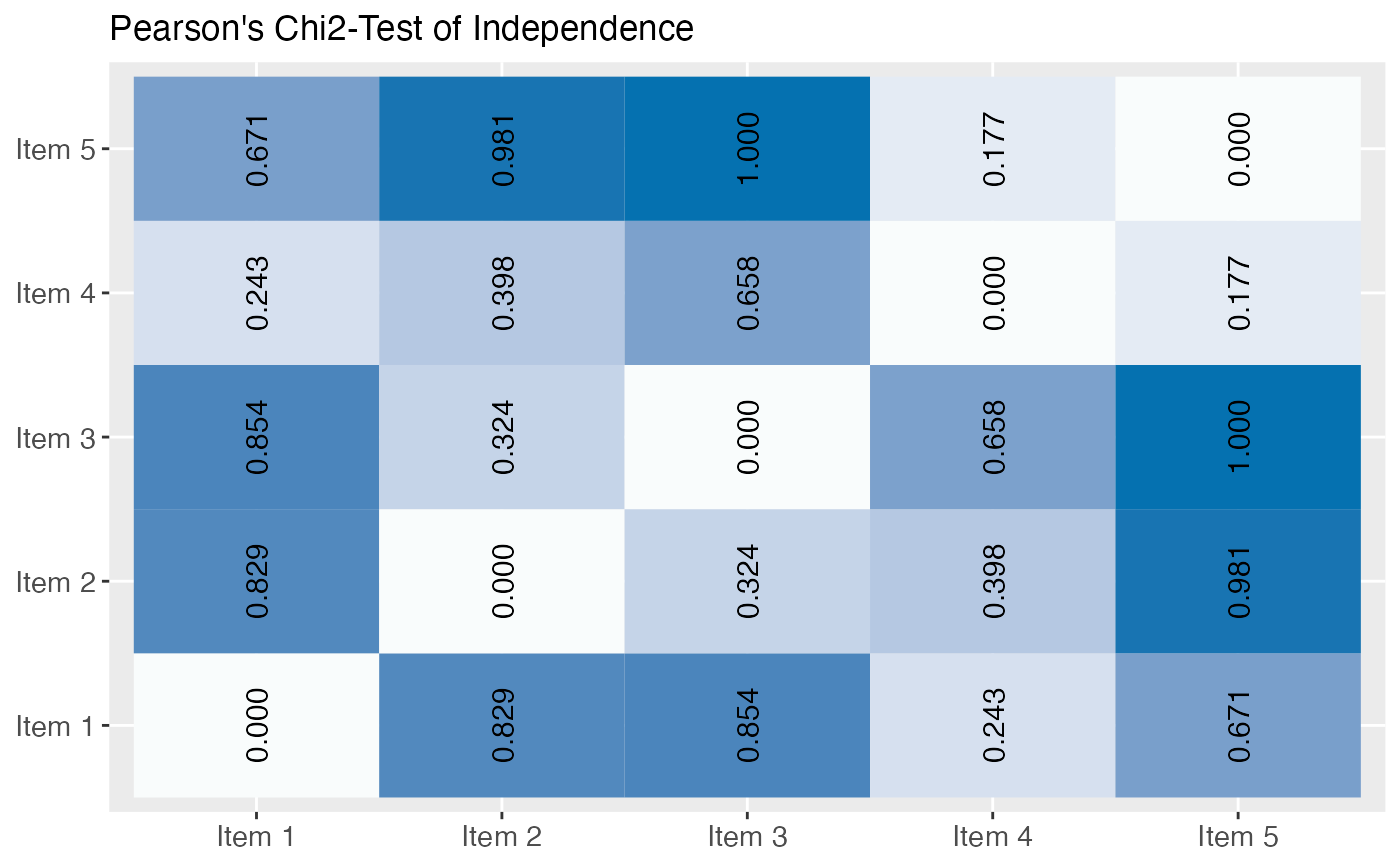 Pearson's Chi2-Test of Independence
Item 5 0.671 0.981 1.000 0.177 0.000
Item 4 0.243 0.398 0.658 0.000 0.177
Item 3 0.854 0.324 0.000 0.658 1.000
Item 2 0.829 0.000 0.324 0.398 0.981
Item 1 0.000 0.829 0.854 0.243 0.671
Item 1 Item 2 Item 3 Item 4 Item 5